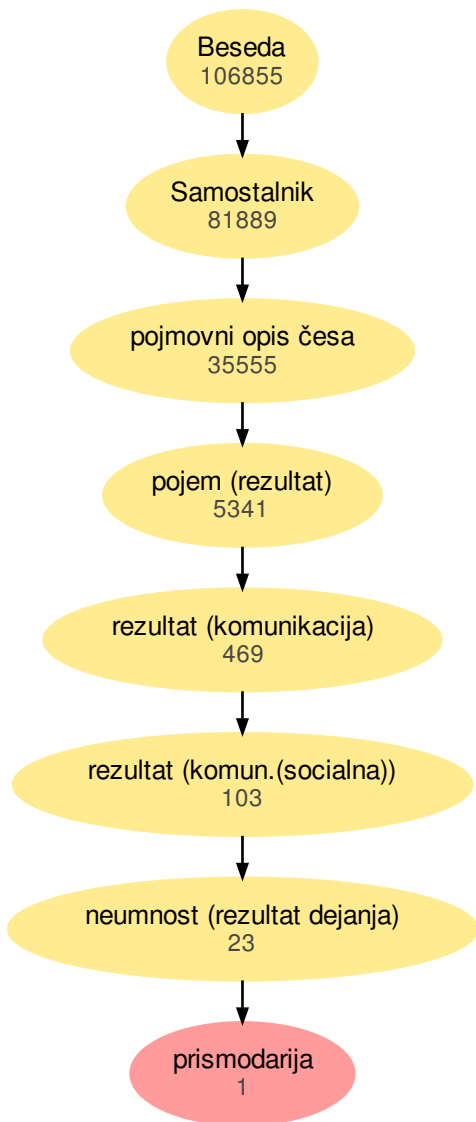 Beseda
106855
Samostalnik
81889
pojmovni opis česa
35555
pojem (rezultat)
5341
rezultat (komunikacija)
469
rezultat (komun.(socialna))
103
neumnost (rezultat dejanja)
23
prismodarija
1